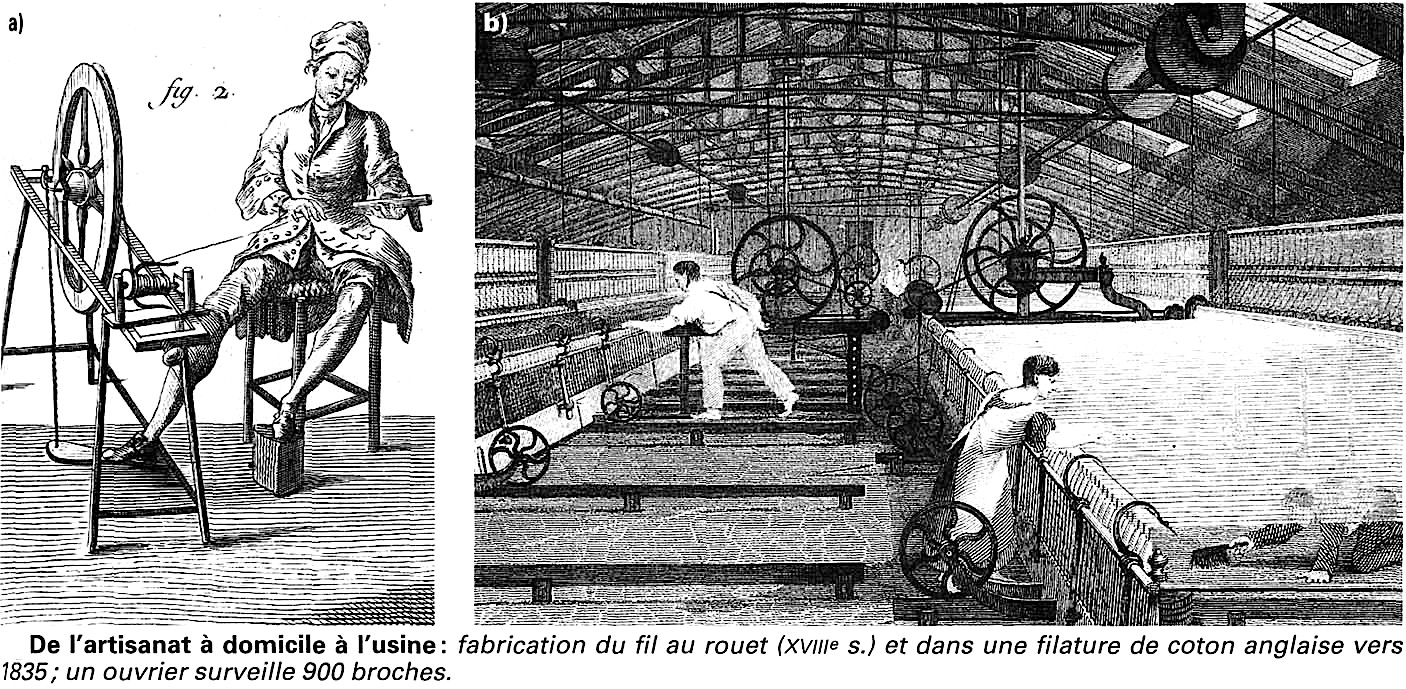 a)
b)
fig. 2.
De l'artisanat à domicile à l'usine : fabrication du fil au rouet (XVIIIe s.) et dans une filature de coton anglaise vers
1835 ; un ouvrier surveille 900 broches.